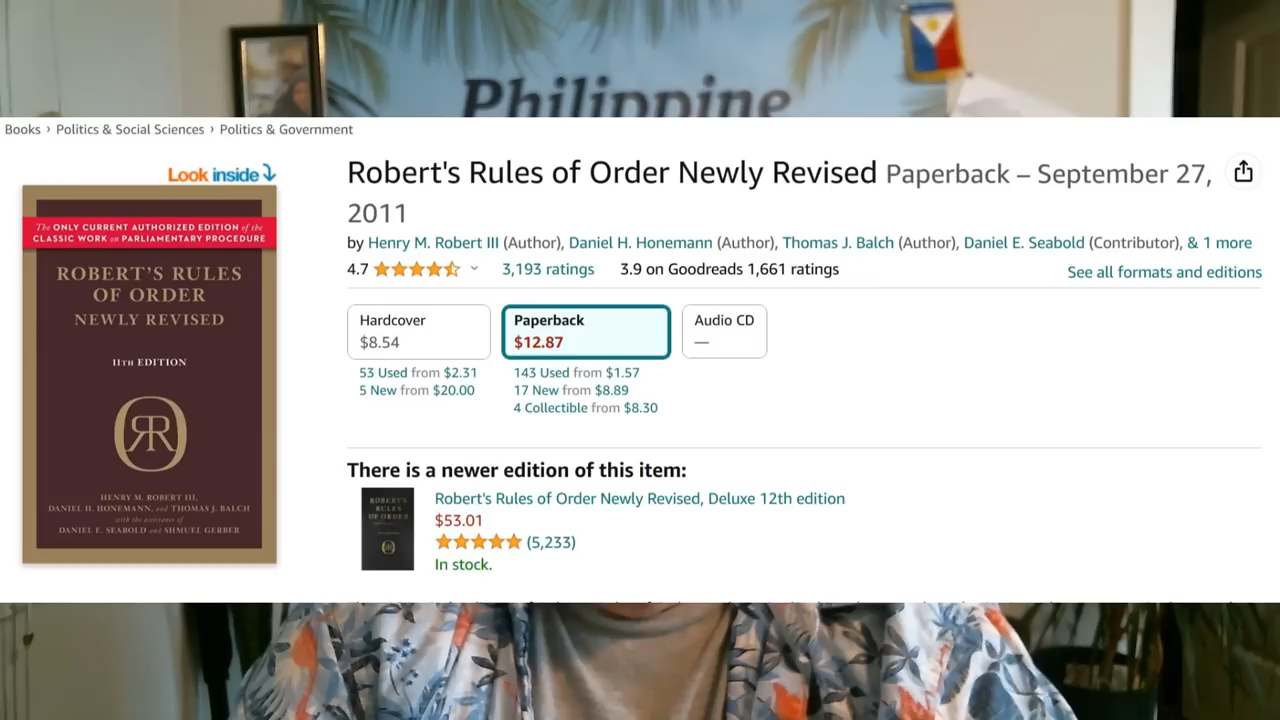 Philippine
Books › Politics & Social Sciences › Politics & Government
Look inside
The ONLY CURRENT AUTHORIZED EDITION of the
CLASSIC WORK on PARLIAMENTARY PROCEDURE
ROBERT'S RULES
OF ORDER
NEWLY REVISED
11TH EDITION
HENRY M. ROBERT III,
DANIEL H. HONEMANN, and THOMAS J. BALCH
with the assistance of
DANIEL E. SEABOLD and SHMUEL GERBER
Robert's Rules of Order Newly Revised Paperback – September 27,
2011
by Henry M. Robert III (Author), Daniel H. Honemann (Author), Thomas J. Balch (Author), Daniel E. Seabold (Contributor), & 1 more
4.7 3,193 ratings 3.9 on Goodreads 1,661 ratings
See all formats and editions
Hardcover
$8.54
53 Used from $2.31
5 New from $20.00
Paperback
$12.87
143 Used from $1.57
17 New from $8.89
4 Collectible from $8.30
Audio CD
—
There is a newer edition of this item:
ROBERT'S
RULES
OF ORDER
Robert's Rules of Order Newly Revised, Deluxe 12th edition
$53.01
(5,233)
In stock.